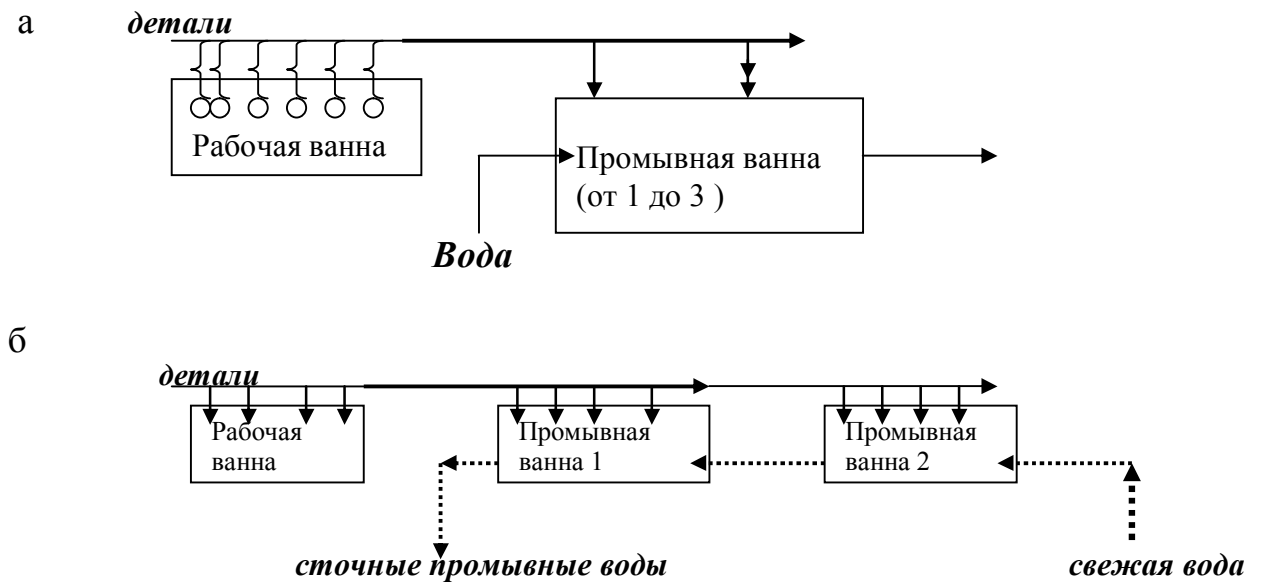 а
детали
Рабочая ванна
Промывная ванна
(от 1 до 3 )
Вода
б
детали
Рабочая
ванна
Промывная
ванна 1
Промывная
ванна 2
сточные промывные воды
свежая вода